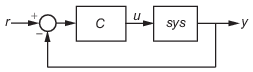 r + − C u sys y